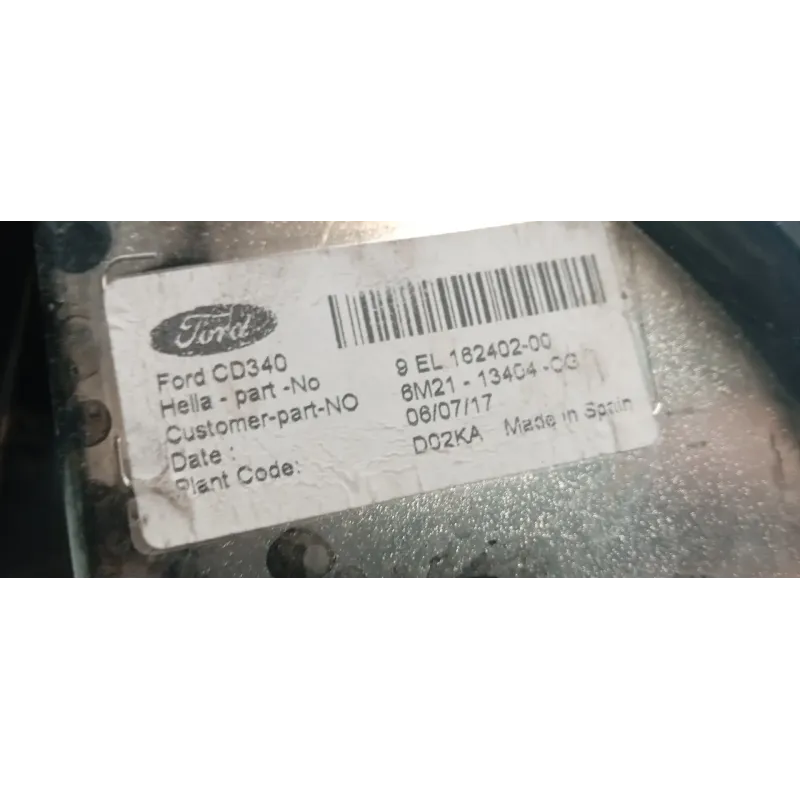 Ford
Ford CD340
Hella - part -No 9 EL 162402-00
Customer-part-NO 6M21 - 13404 -CG
Date : 06/07/17
Plant Code: D02KA Made in Spain